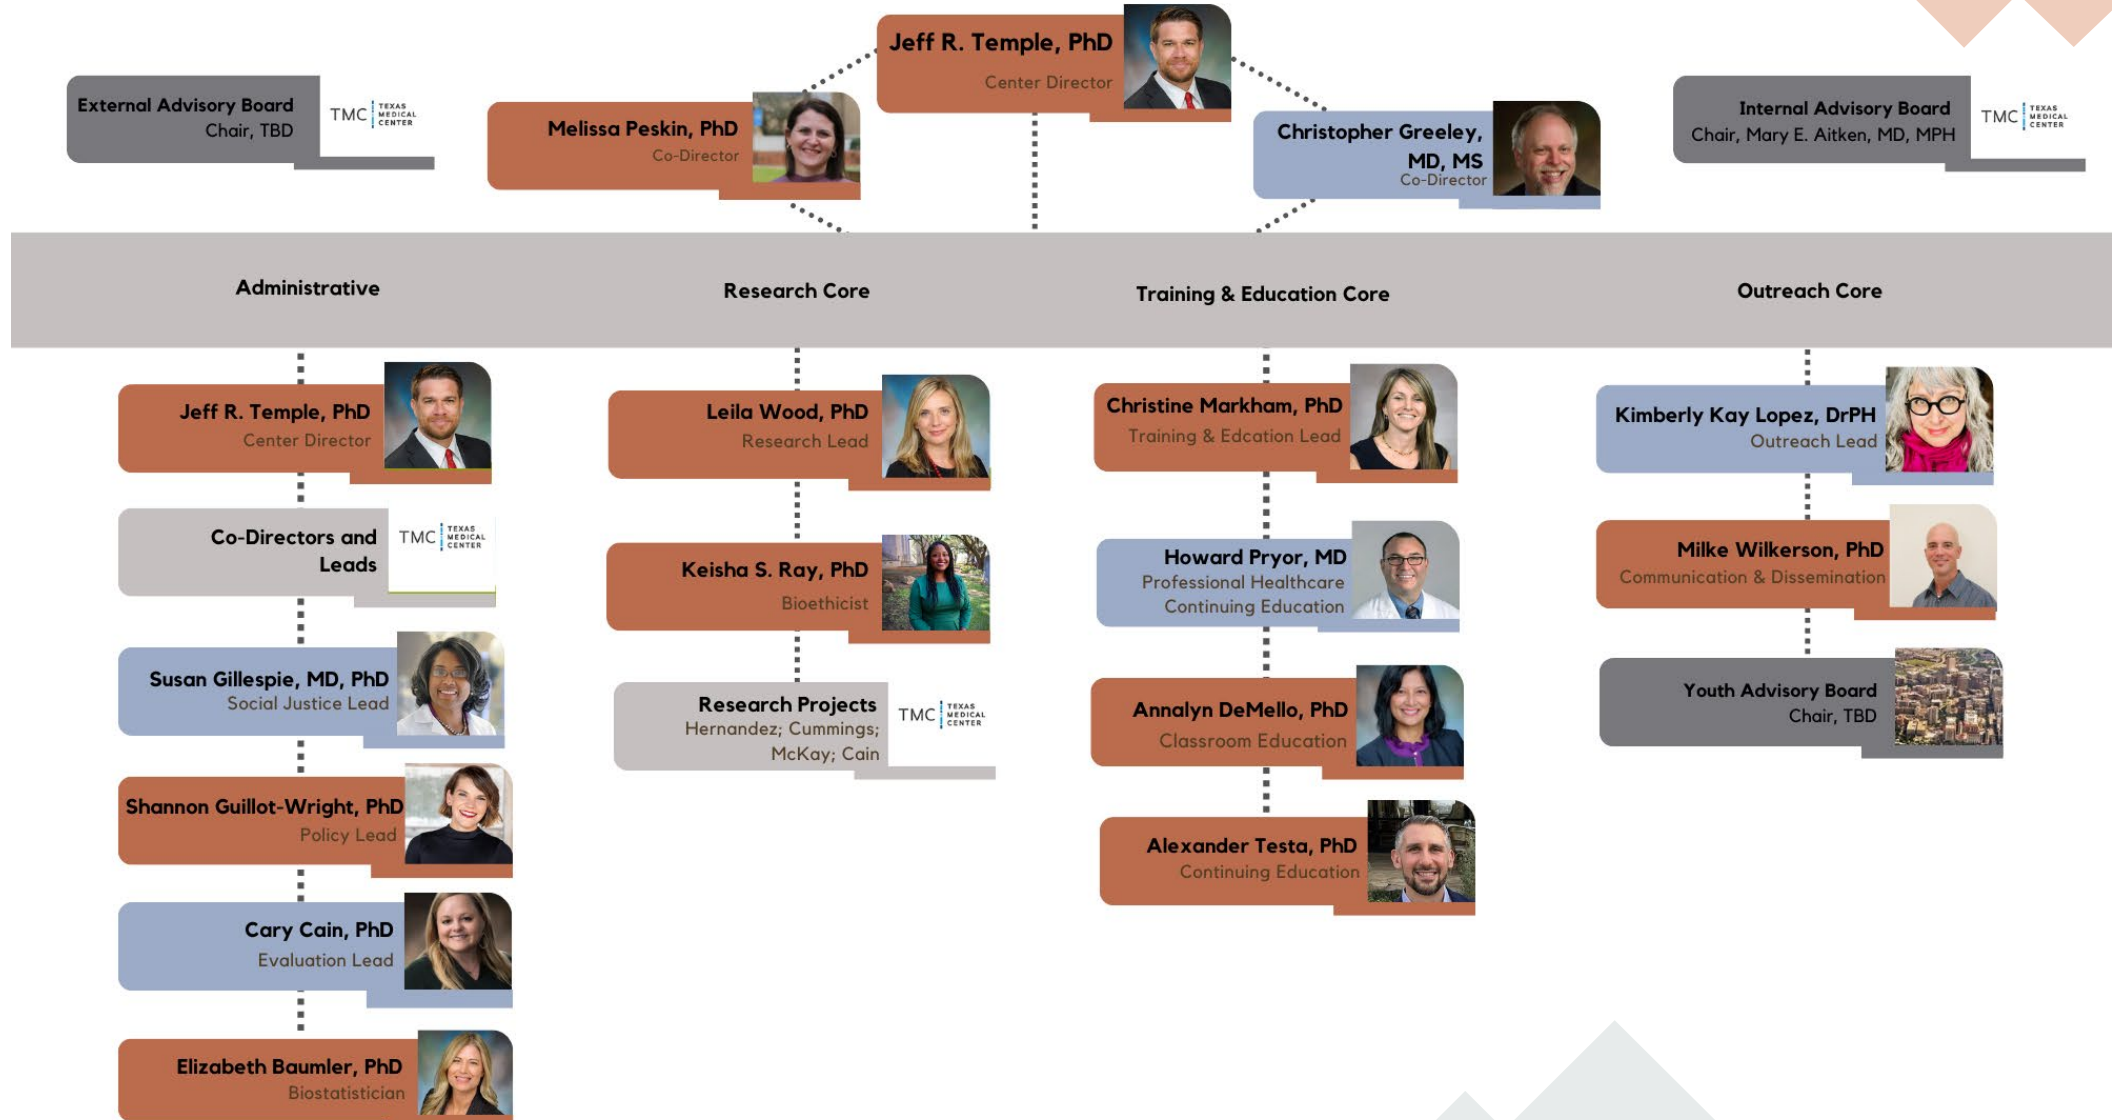 Jeff R. Temple, PhD
Center Director
External Advisory Board
Chair, TBD
TMC | TEXAS
MEDICAL
CENTER
Melissa Peskin, PhD
Co-Director
Christopher Greeley,
MD, MS
Co-Director
Internal Advisory Board
Chair, Mary E. Aitken, MD, MPH
TMC | TEXAS
MEDICAL
CENTER
Administrative
Research Core
Training & Education Core
Outreach Core
Jeff R. Temple, PhD
Center Director
Co-Directors and
Leads
TMC | TEXAS
MEDICAL
CENTER
Susan Gillespie, MD, PhD
Social Justice Lead
Shannon Guillot-Wright, PhD
Policy Lead
Cary Cain, PhD
Evaluation Lead
Elizabeth Baumler, PhD
Biostatistician
Leila Wood, PhD
Research Lead
Keisha S. Ray, PhD
Bioethicist
Research Projects
Hernandez; Cummings;
McKay; Cain
TMC | TEXAS
MEDICAL
CENTER
Christine Markham, PhD
Training & Edcation Lead
Howard Pryor, MD
Professional Healthcare
Continuing Education
Annalyn DeMello, PhD
Classroom Education
Alexander Testa, PhD
Continuing Education
Kimberly Kay Lopez, DrPH
Outreach Lead
Milke Wilkerson, PhD
Communication & Dissemination
Youth Advisory Board
Chair, TBD